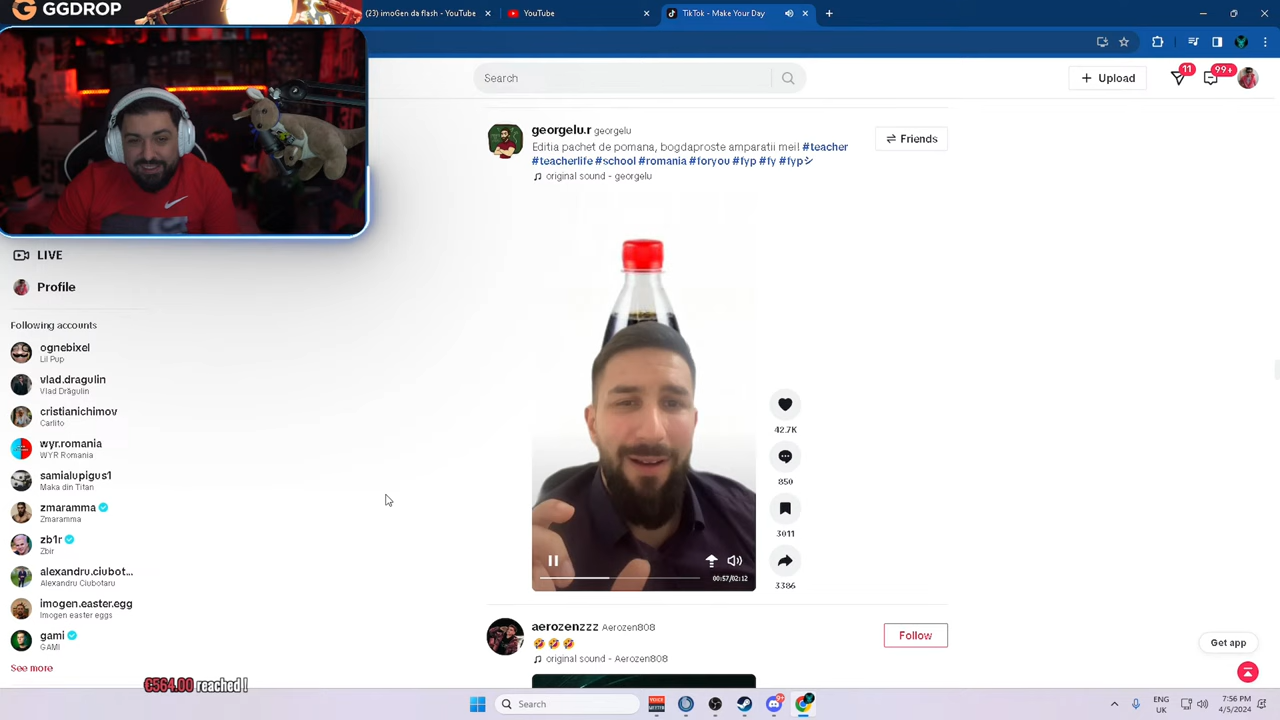 GGDROP
(23) imoGen da flash - YouTube
YouTube
TikTok - Make Your Day
Search
Upload
11
99+
georgelu.r georgelu
Editia pachet de pomana, bogdaproste amparatii mei! #teacher
#teacherlife #school #romania #foryou #fyp #fy #fypシ
original sound - georgelu
Friends
LIVE
Profile
Following accounts
ognebixel
Lil Pup
vlad.dragulin
Vlad Drăgulin
cristianichimov
Carlito
wyr.romania
WYR Romania
samialupigus1
Maka din Titan
zmaramma
Zmaramma
zb1r
Zbir
alexandru.ciubot...
Alexandru Ciubotaru
imogen.easter.egg
Imogen easter eggs
gami
GAMI
See more
42.7K
850
3011
3386
00:57/02:12
aerozenzzz Aerozen808
🤣🤣🤣
original sound - Aerozen808
Follow
Get app
€564.00 reached !
Search
ENG
UK
7:59 PM
4/5/2024